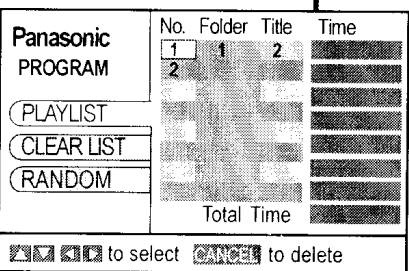 No. Folder Title Time
Panasonic
PROGRAM
1 1 2
2
PLAYLIST
CLEAR LIST
RANDOM
Total Time
to select CANCEL to delete